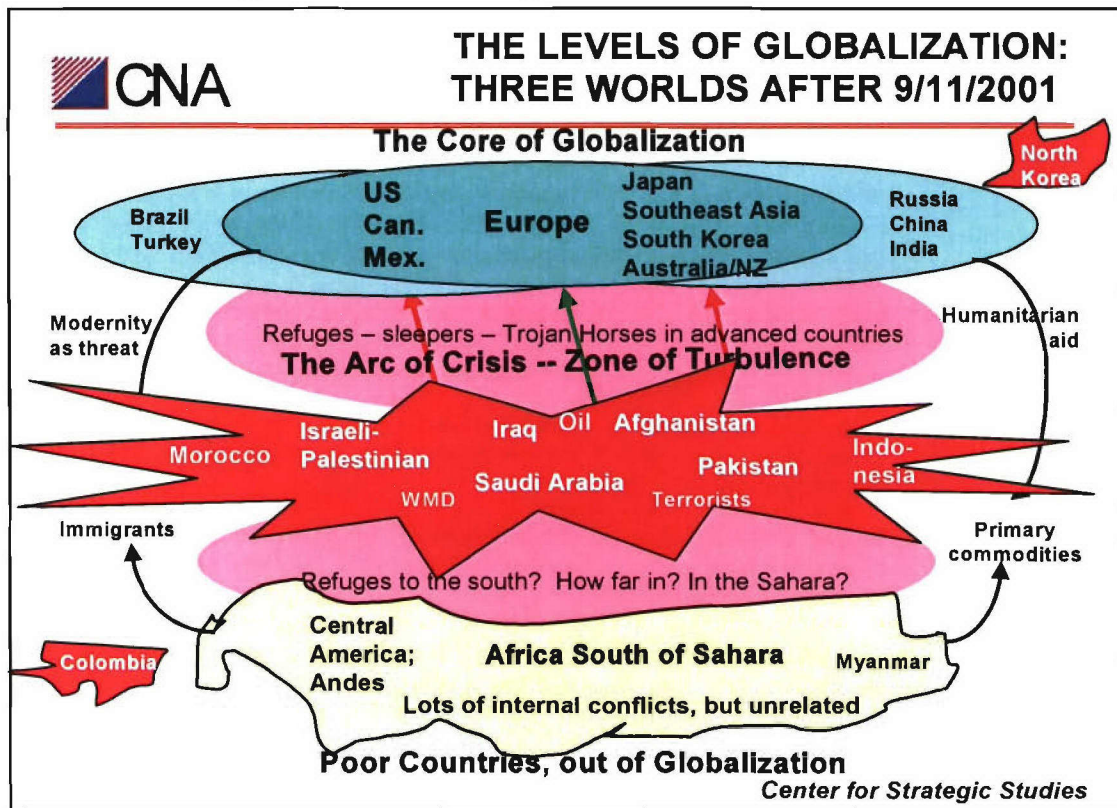 CNA
THE LEVELS OF GLOBALIZATION:
THREE WORLDS AFTER 9/11/2001
The Core of Globalization
North
Korea
Brazil
Turkey
US
Can.
Mex.
Europe
Japan
Southeast Asia
South Korea
Australia/NZ
Russia
China
India
Modernity
as threat
Humanitarian
aid
Refuges – sleepers – Trojan Horses in advanced countries
The Arc of Crisis -- Zone of Turbulence
Morocco
Israeli-
Palestinian
Iraq
Oil
Afghanistan
Saudi Arabia
Pakistan
Indo-
nesia
WMD
Terrorists
Immigrants
Primary
commodities
Refuges to the south? How far in? In the Sahara?
Colombia
Central
America;
Andes
Africa South of Sahara
Myanmar
Lots of internal conflicts, but unrelated
Poor Countries, out of Globalization
Center for Strategic Studies